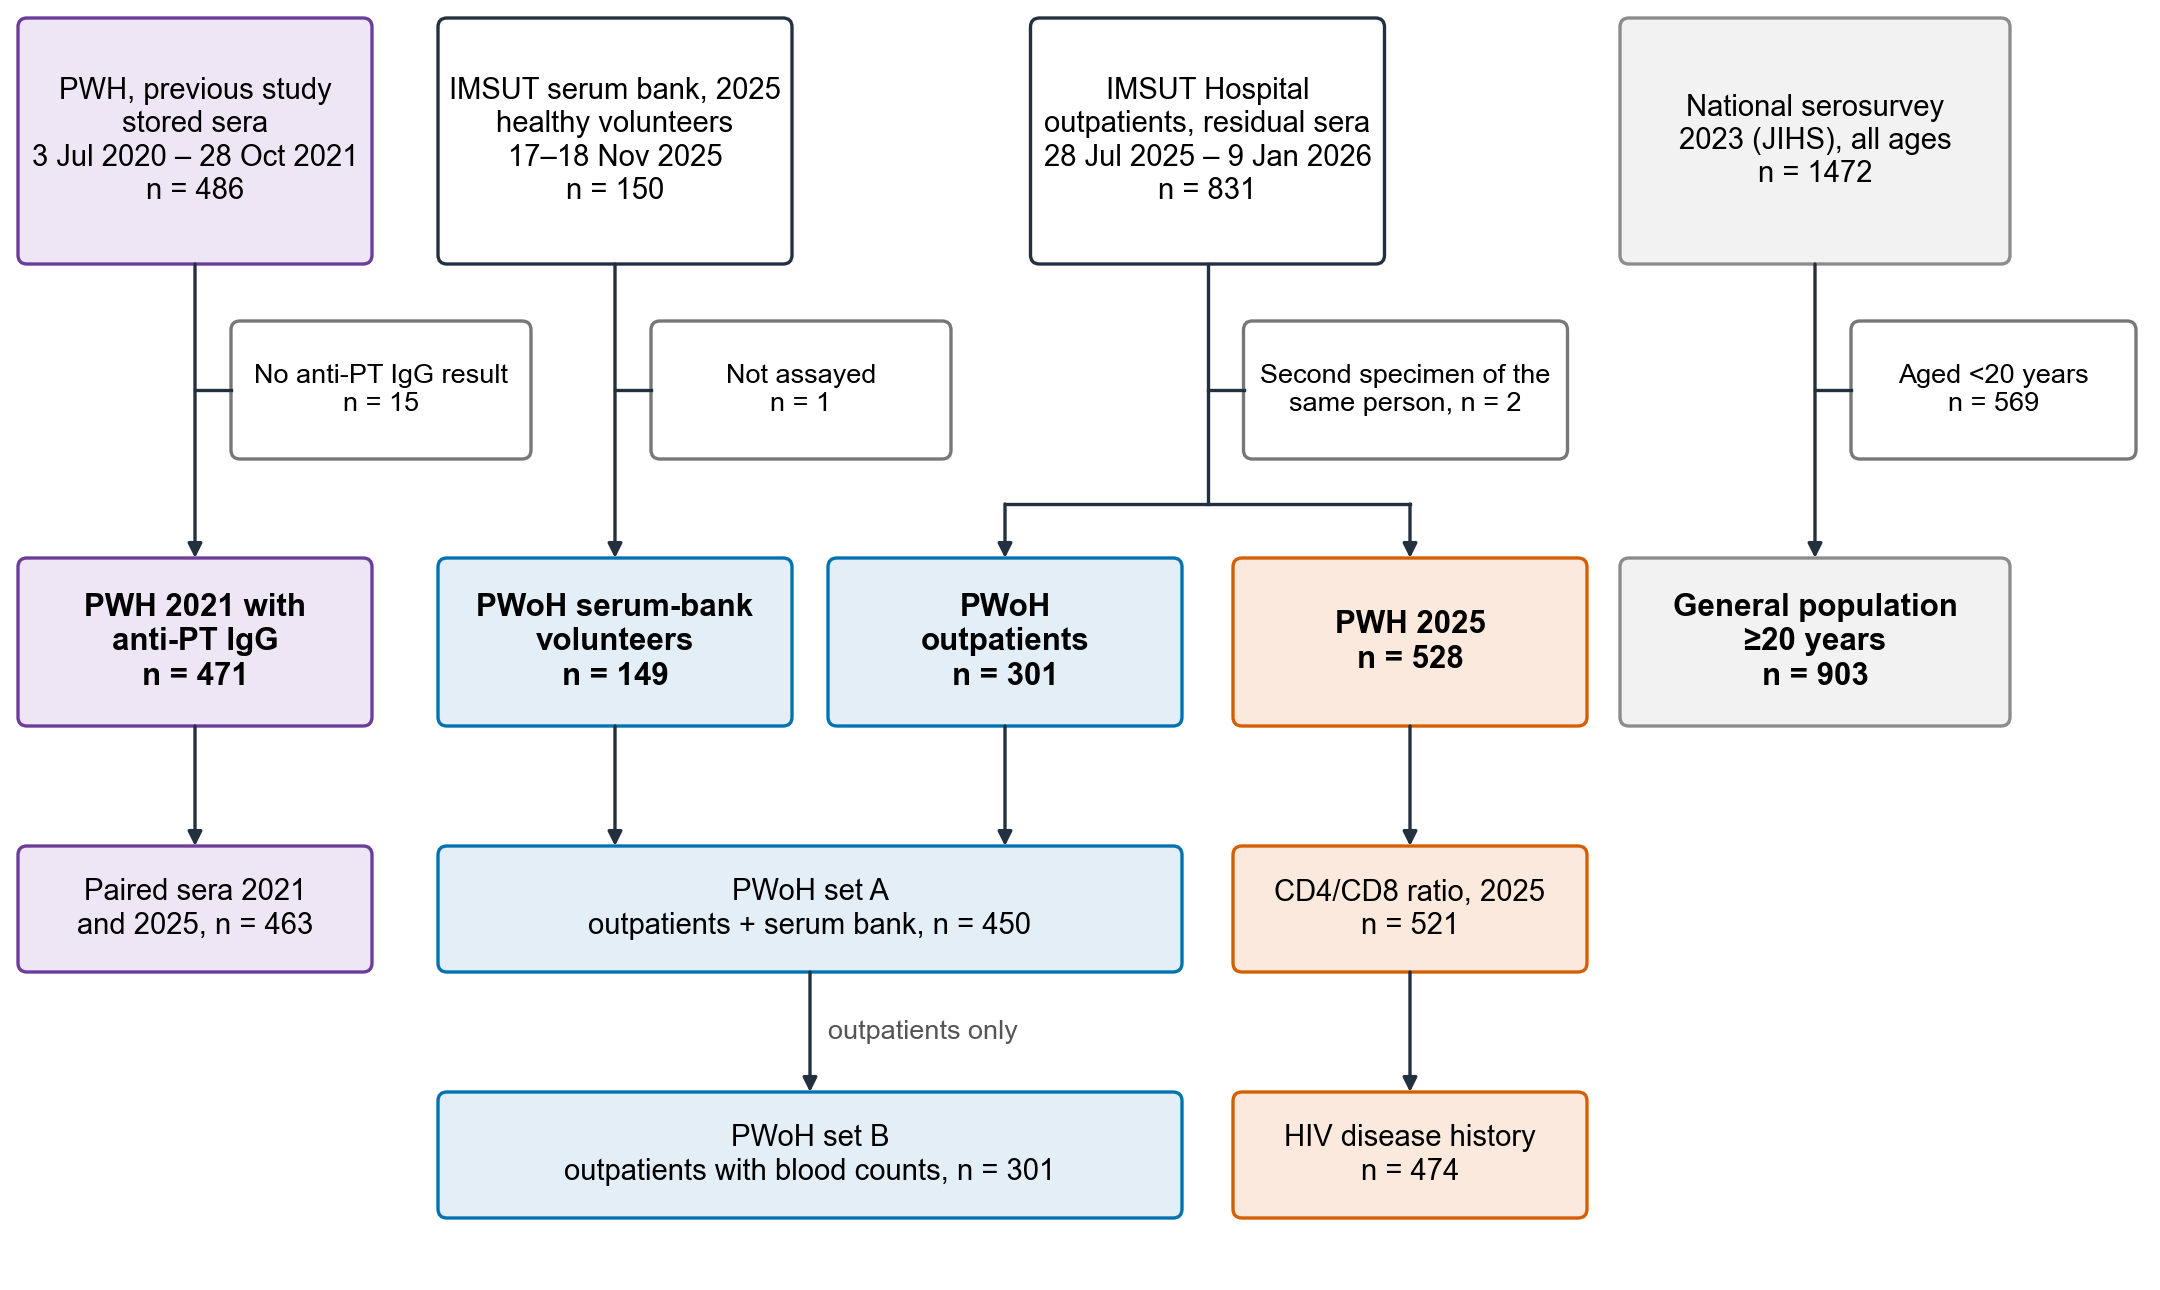 PWH, previous study
stored sera
3 Jul 2020 – 28 Oct 2021
n = 486
IMSUT serum bank, 2025
healthy volunteers
17–18 Nov 2025
n = 150
IMSUT Hospital
outpatients, residual sera
28 Jul 2025 – 9 Jan 2026
n = 831
National serosurvey
2023 (JIHS), all ages
n = 1472
No anti-PT IgG result
n = 15
Not assayed
n = 1
Second specimen of the
same person, n = 2
Aged <20 years
n = 569
PWH 2021 with
anti-PT IgG
n = 471
PWoH serum-bank
volunteers
n = 149
PWoH
outpatients
n = 301
PWH 2025
n = 528
General population
≥20 years
n = 903
Paired sera 2021
and 2025, n = 463
PWoH set A
outpatients + serum bank, n = 450
CD4/CD8 ratio, 2025
n = 521
outpatients only
PWoH set B
outpatients with blood counts, n = 301
HIV disease history
n = 474